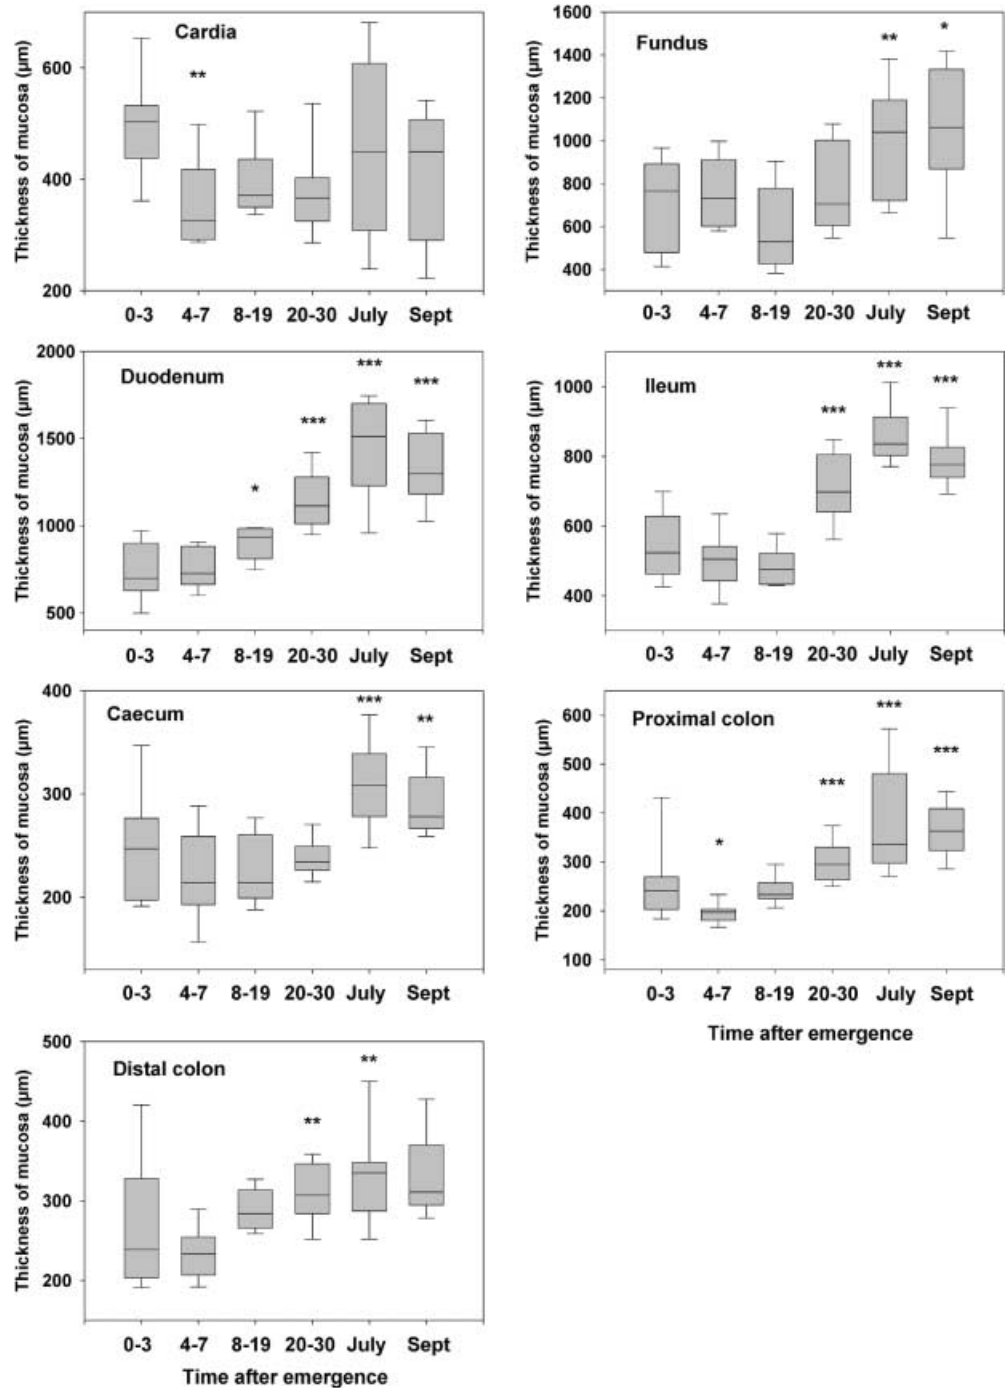 Cardia
Thickness of mucosa (µm)
**
600
400
200
0-3 4-7 8-19 20-30 July Sept
Fundus
Thickness of mucosa (µm)
** *
1600
1400
1200
1000
800
600
400
0-3 4-7 8-19 20-30 July Sept
Duodenum
Thickness of mucosa (µm)
* *** *** ***
2000
1500
1000
500
0-3 4-7 8-19 20-30 July Sept
Ileum
Thickness of mucosa (µm)
*** *** ***
1000
800
600
400
0-3 4-7 8-19 20-30 July Sept
Caecum
Thickness of mucosa (µm)
*** **
400
300
200
0-3 4-7 8-19 20-30 July Sept
Proximal colon
Thickness of mucosa (µm)
* *** *** ***
600
500
400
300
200
100
0-3 4-7 8-19 20-30 July Sept
Time after emergence
Distal colon
Thickness of mucosa (µm)
** **
500
400
300
200
0-3 4-7 8-19 20-30 July Sept
Time after emergence